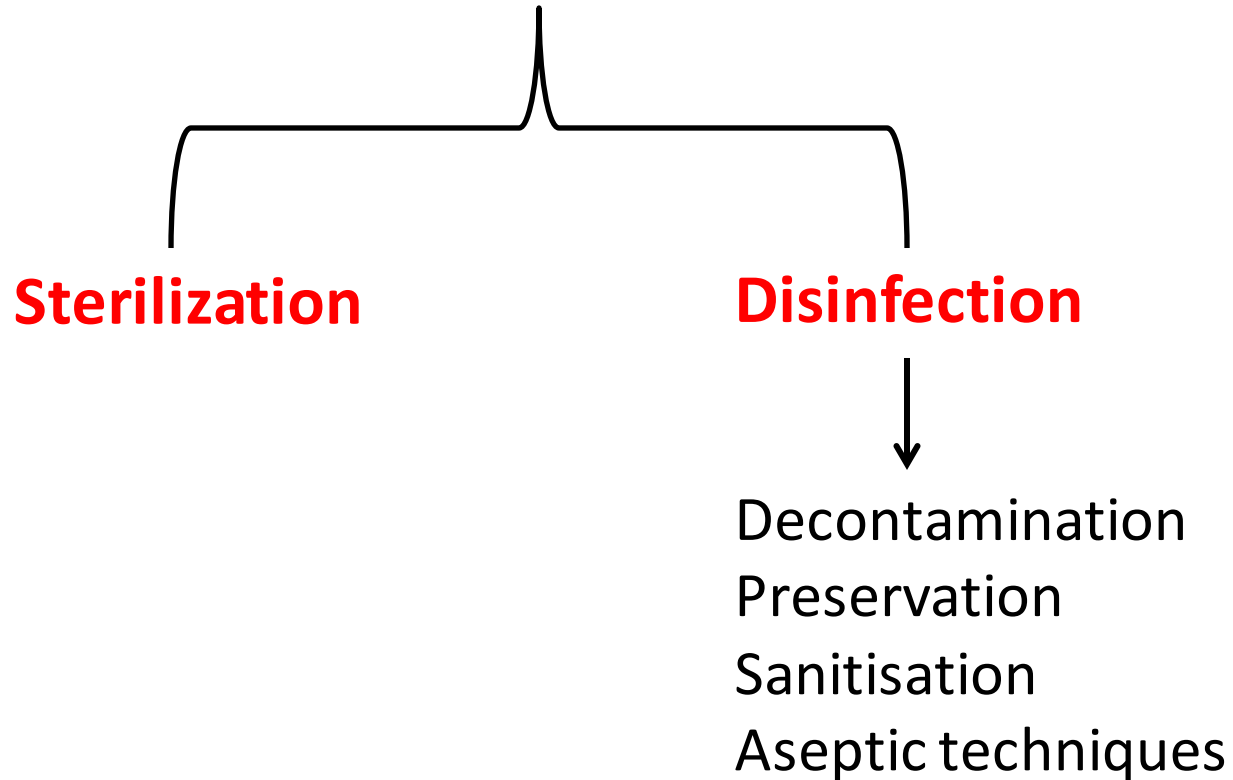 Sterilization
Disinfection
Decontamination
Preservation
Sanitisation
Aseptic techniques